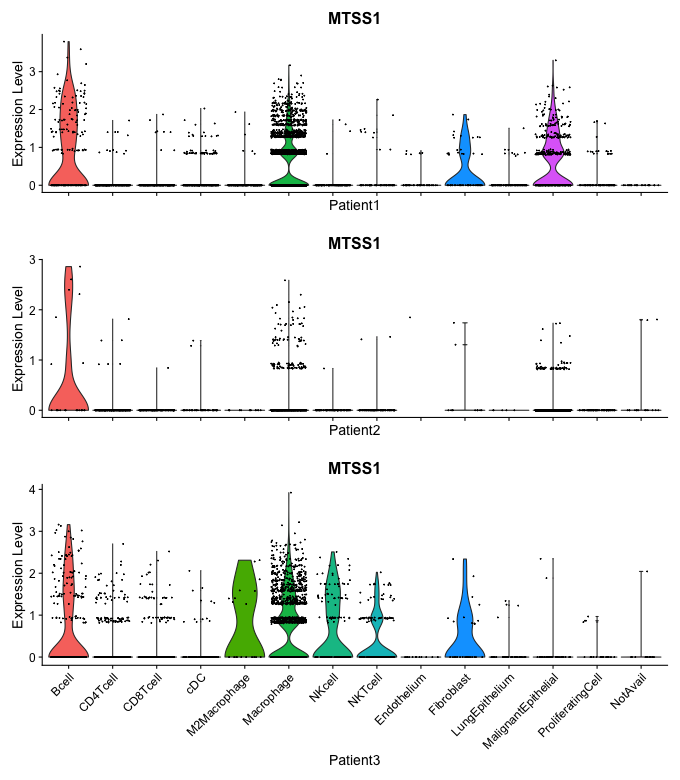 MTSS1
Expression Level
3
2
1
0
Patient1
MTSS1
Expression Level
3
2
1
0
Patient2
MTSS1
Expression Level
4
3
2
1
0
Bcell
CD4Tcell
CD8Tcell
cDC
M2Macrophage
Macrophage
NKcell
NKTcell
Endothelium
Fibroblast
LungEpithelium
MalignantEpithelial
ProliferatingCell
NotAvail
Patient3